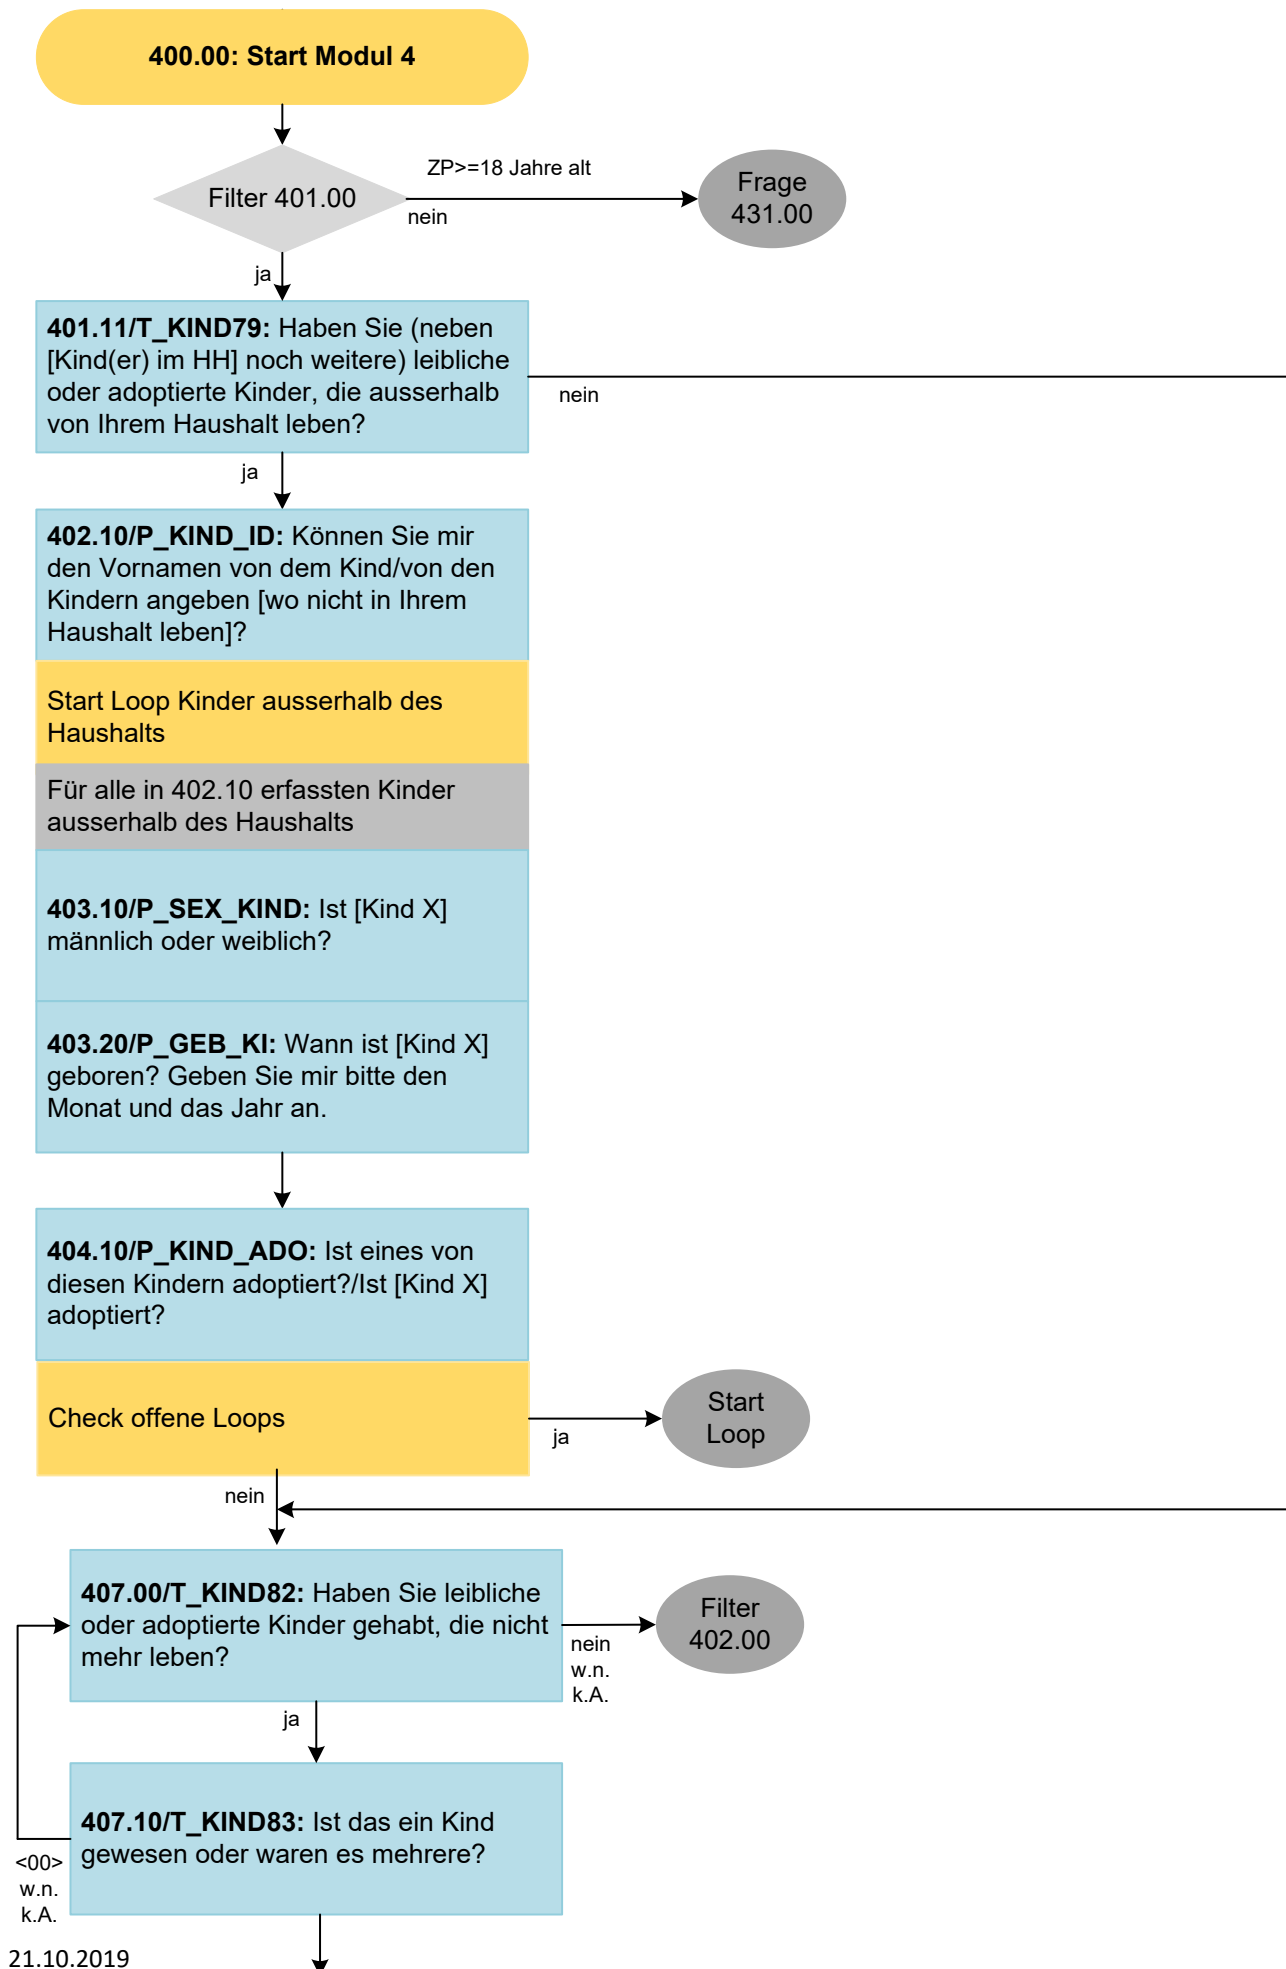 400.00: Start Modul 4
Filter 401.00
ZP>=18 Jahre alt
nein
Frage
431.00
ja
401.11/T_KIND79: Haben Sie (neben
[Kind(er) im HH] noch weitere) leibliche
oder adoptierte Kinder, die ausserhalb
von Ihrem Haushalt leben?
nein
ja
402.10/P_KIND_ID: Können Sie mir
den Vornamen von dem Kind/von den
Kindern angeben [wo nicht in Ihrem
Haushalt leben]?
Start Loop Kinder ausserhalb des
Haushalts
Für alle in 402.10 erfassten Kinder
ausserhalb des Haushalts
403.10/P_SEX_KIND: Ist [Kind X]
männlich oder weiblich?
403.20/P_GEB_KI: Wann ist [Kind X]
geboren? Geben Sie mir bitte den
Monat und das Jahr an.
404.10/P_KIND_ADO: Ist eines von
diesen Kindern adoptiert?/Ist [Kind X]
adoptiert?
Check offene Loops
ja
Start
Loop
nein
407.00/T_KIND82: Haben Sie leibliche
oder adoptierte Kinder gehabt, die nicht
mehr leben?
nein
w.n.
k.A.
Filter
402.00
ja
407.10/T_KIND83: Ist das ein Kind
gewesen oder waren es mehrere?
<00>
w.n.
k.A.
21.10.2019